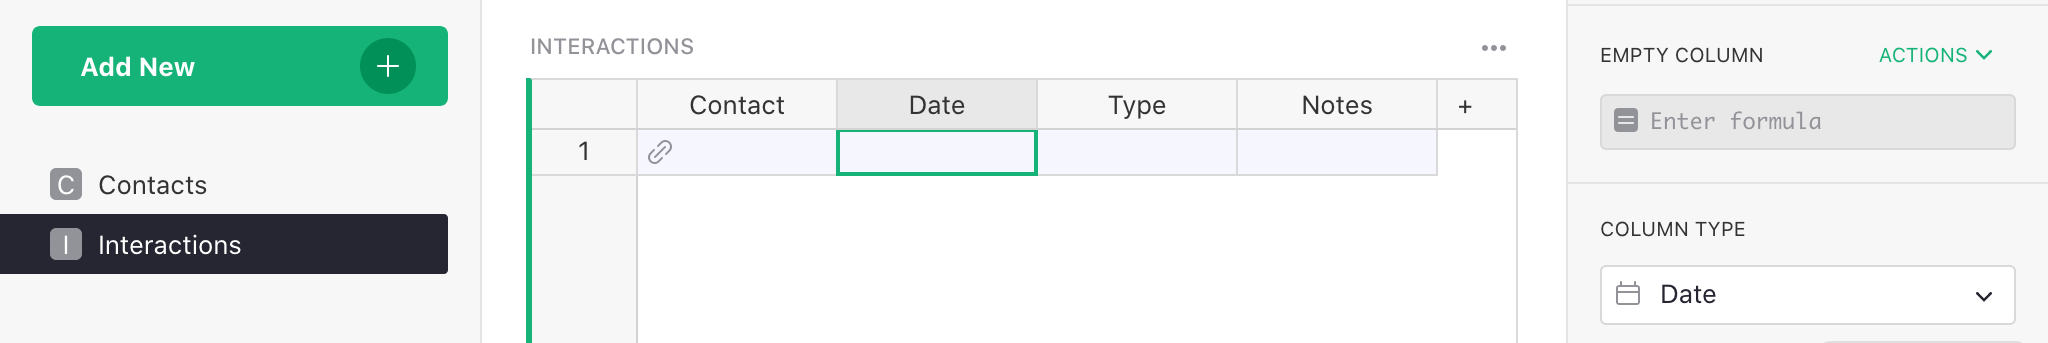 Add New
C Contacts
I Interactions
INTERACTIONS
Contact Date Type Notes +
1
EMPTY COLUMN ACTIONS
Enter formula
COLUMN TYPE
Date